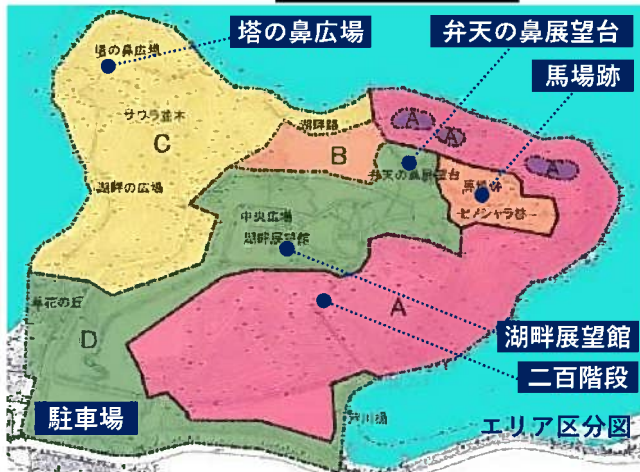 塔の鼻広場
弁天の鼻展望台
馬場跡
塔の鼻広場
サワラ並木
C
湖畔の広場
湖畔館
B
A
A
A
弁天の鼻展望台
馬場跡
-ヒメシャラ林-
中央広場
湖畔展望館
草花の丘
D
A
湖畔展望館
二百階段
駐車場
エリア区分図